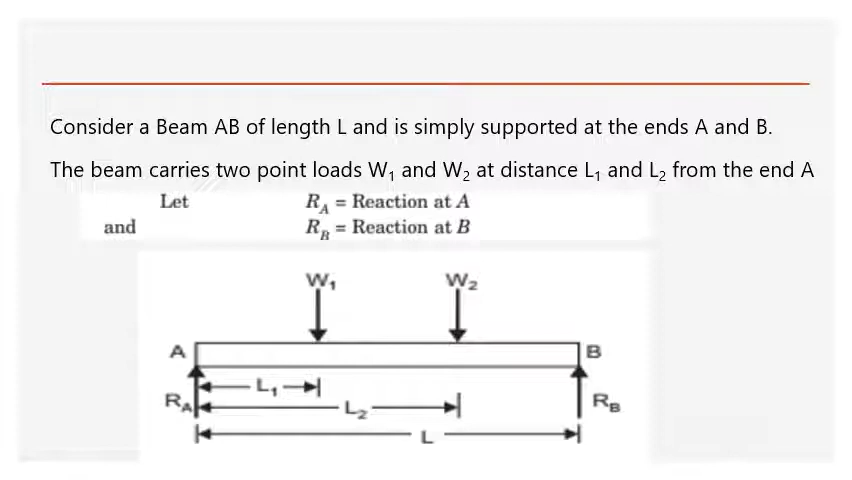 Consider a Beam AB of length L and is simply supported at the ends A and B.
The beam carries two point loads W₁ and W₂ at distance L₁ and L₂ from the end A
Let R_A = Reaction at A
and R_B = Reaction at B
W₁ W₂
A B
L₁
R_A L₂ R_B
L